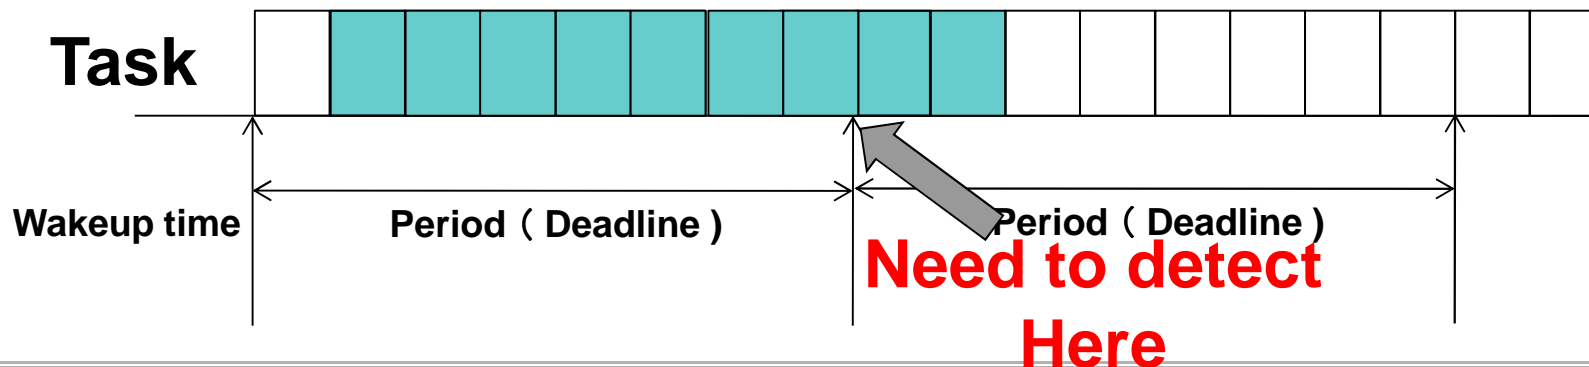 Task
Wakeup time
Period（ Deadline )
Period（ Deadline )
Need to detect
Here